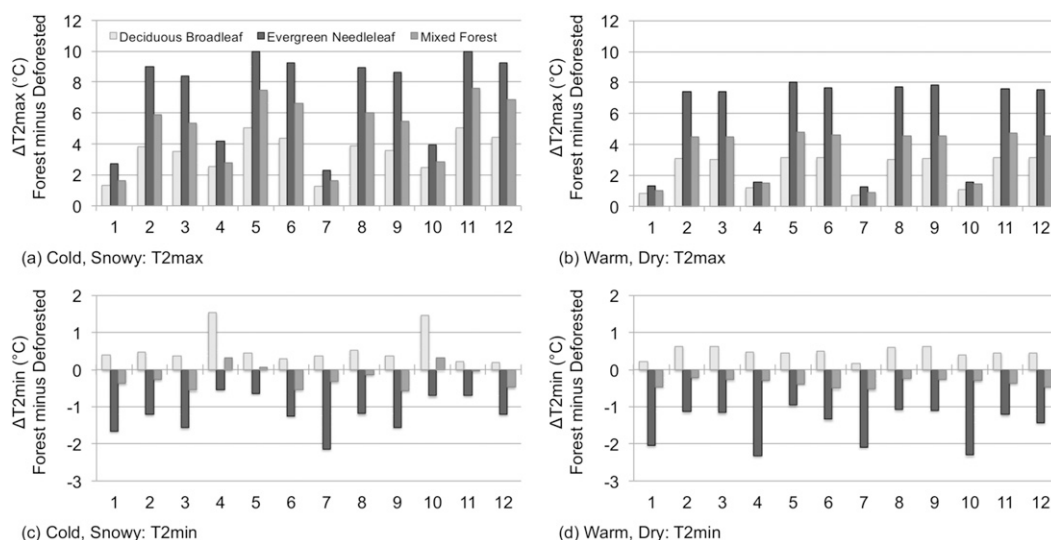 ΔT2max (°C)
Forest minus Deforested
12
10
8
6
4
2
0
Deciduous Broadleaf Evergreen Needleleaf Mixed Forest
1 2 3 4 5 6 7 8 9 10 11 12
(a) Cold, Snowy: T2max
ΔT2max (°C)
Forest minus Deforested
12
10
8
6
4
2
0
1 2 3 4 5 6 7 8 9 10 11 12
(b) Warm, Dry: T2max
ΔT2min (°C)
Forest minus Deforested
2
1
0
-1
-2
-3
1 2 3 4 5 6 7 8 9 10 11 12
(c) Cold, Snowy: T2min
ΔT2min (°C)
Forest minus Deforested
2
1
0
-1
-2
-3
1 2 3 4 5 6 7 8 9 10 11 12
(d) Warm, Dry: T2min